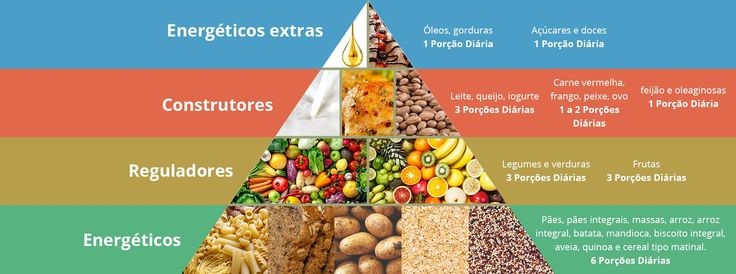 Energéticos extras
Óleos, gorduras
1 Porção Diária
Açúcares e doces
1 Porção Diária
Construtores
Leite, queijo, iogurte
3 Porções Diárias
Carne vermelha,
frango, peixe, ovo
1 a 2 Porções
Diárias
feijão e oleaginosas
1 Porção Diária
Reguladores
Legumes e verduras
3 Porções Diárias
Frutas
3 Porções Diárias
Energéticos
Pães, pães integrais, massas, arroz, arroz
integral, batata, mandioca, biscoito integral,
aveia, quinoa e cereal tipo matinal.
6 Porções Diárias